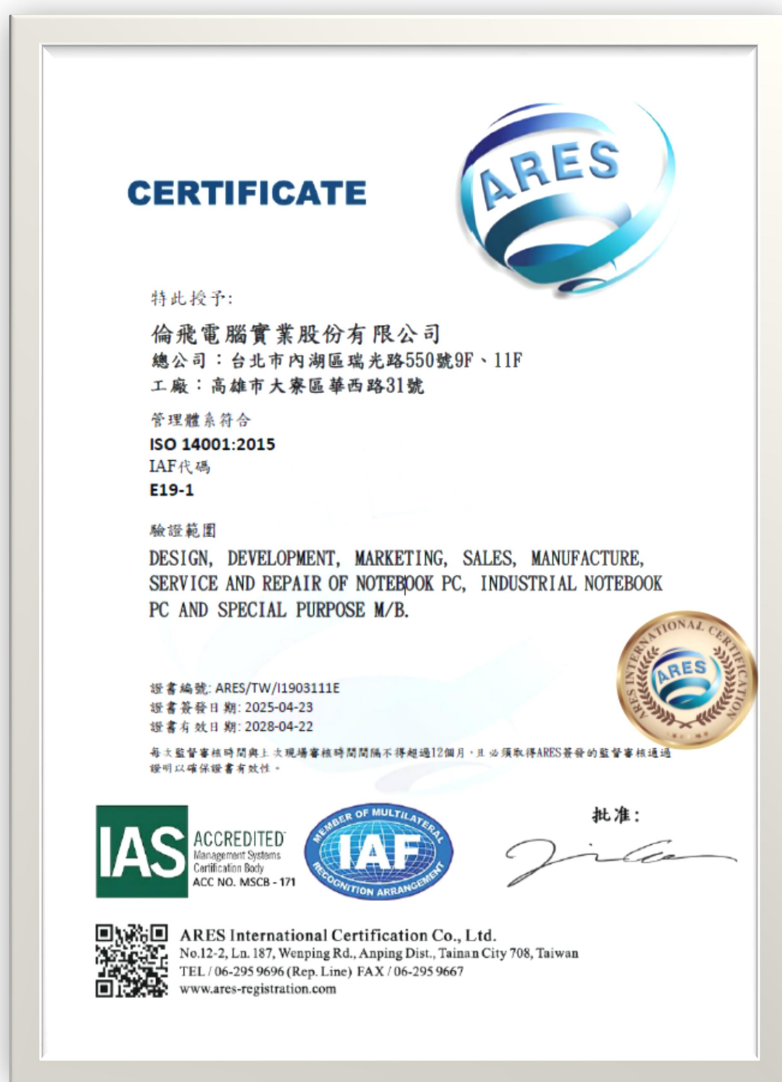 ARES
CERTIFICATE
特此授予:
倫飛電腦實業股份有限公司
總公司：台北市內湖區瑞光路550號9F、11F
工廠：高雄市大寮區華西路31號
管理體系符合
ISO 14001:2015
IAF代碼
E19-1
驗證範圍
DESIGN, DEVELOPMENT, MARKETING, SALES, MANUFACTURE,
SERVICE AND REPAIR OF NOTEBOOK PC, INDUSTRIAL NOTEBOOK
PC AND SPECIAL PURPOSE M/B.
ARES INTERNATIONAL CERTIFICATION
ARES
證書編號: ARES/TW/I1903111E
證書簽發日期: 2025-04-23
證書有效日期: 2028-04-22
每次監督審核時間與上次現場審核時間間隔不得超過12個月，且必須取得ARES簽發的監督審核通過
證明以確保證書有效性。
IAS
ACCREDITED
Management Systems
Certification Body
ACC NO. MSCB - 171
MEMBER OF MULTILATERAL
IAF
RECOGNITION ARRANGEMENT
批准:
ARES International Certification Co., Ltd.
No.12-2, Ln. 187, Wenping Rd., Anping Dist., Tainan City 708, Taiwan
TEL / 06-295 9696 (Rep. Line) FAX / 06-295 9667
www.ares-registration.com